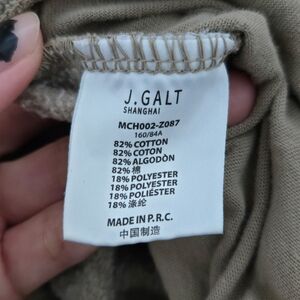 J.GALT
SHANGHAI
MCH002-Z087
160/84A
82% COTTON
82% COTON
82% ALGODÓN
82% 棉
18% POLYESTER
18% POLYESTER
18% POLIÉSTER
18% 涤纶
MADE IN P.R.C.
中国制造